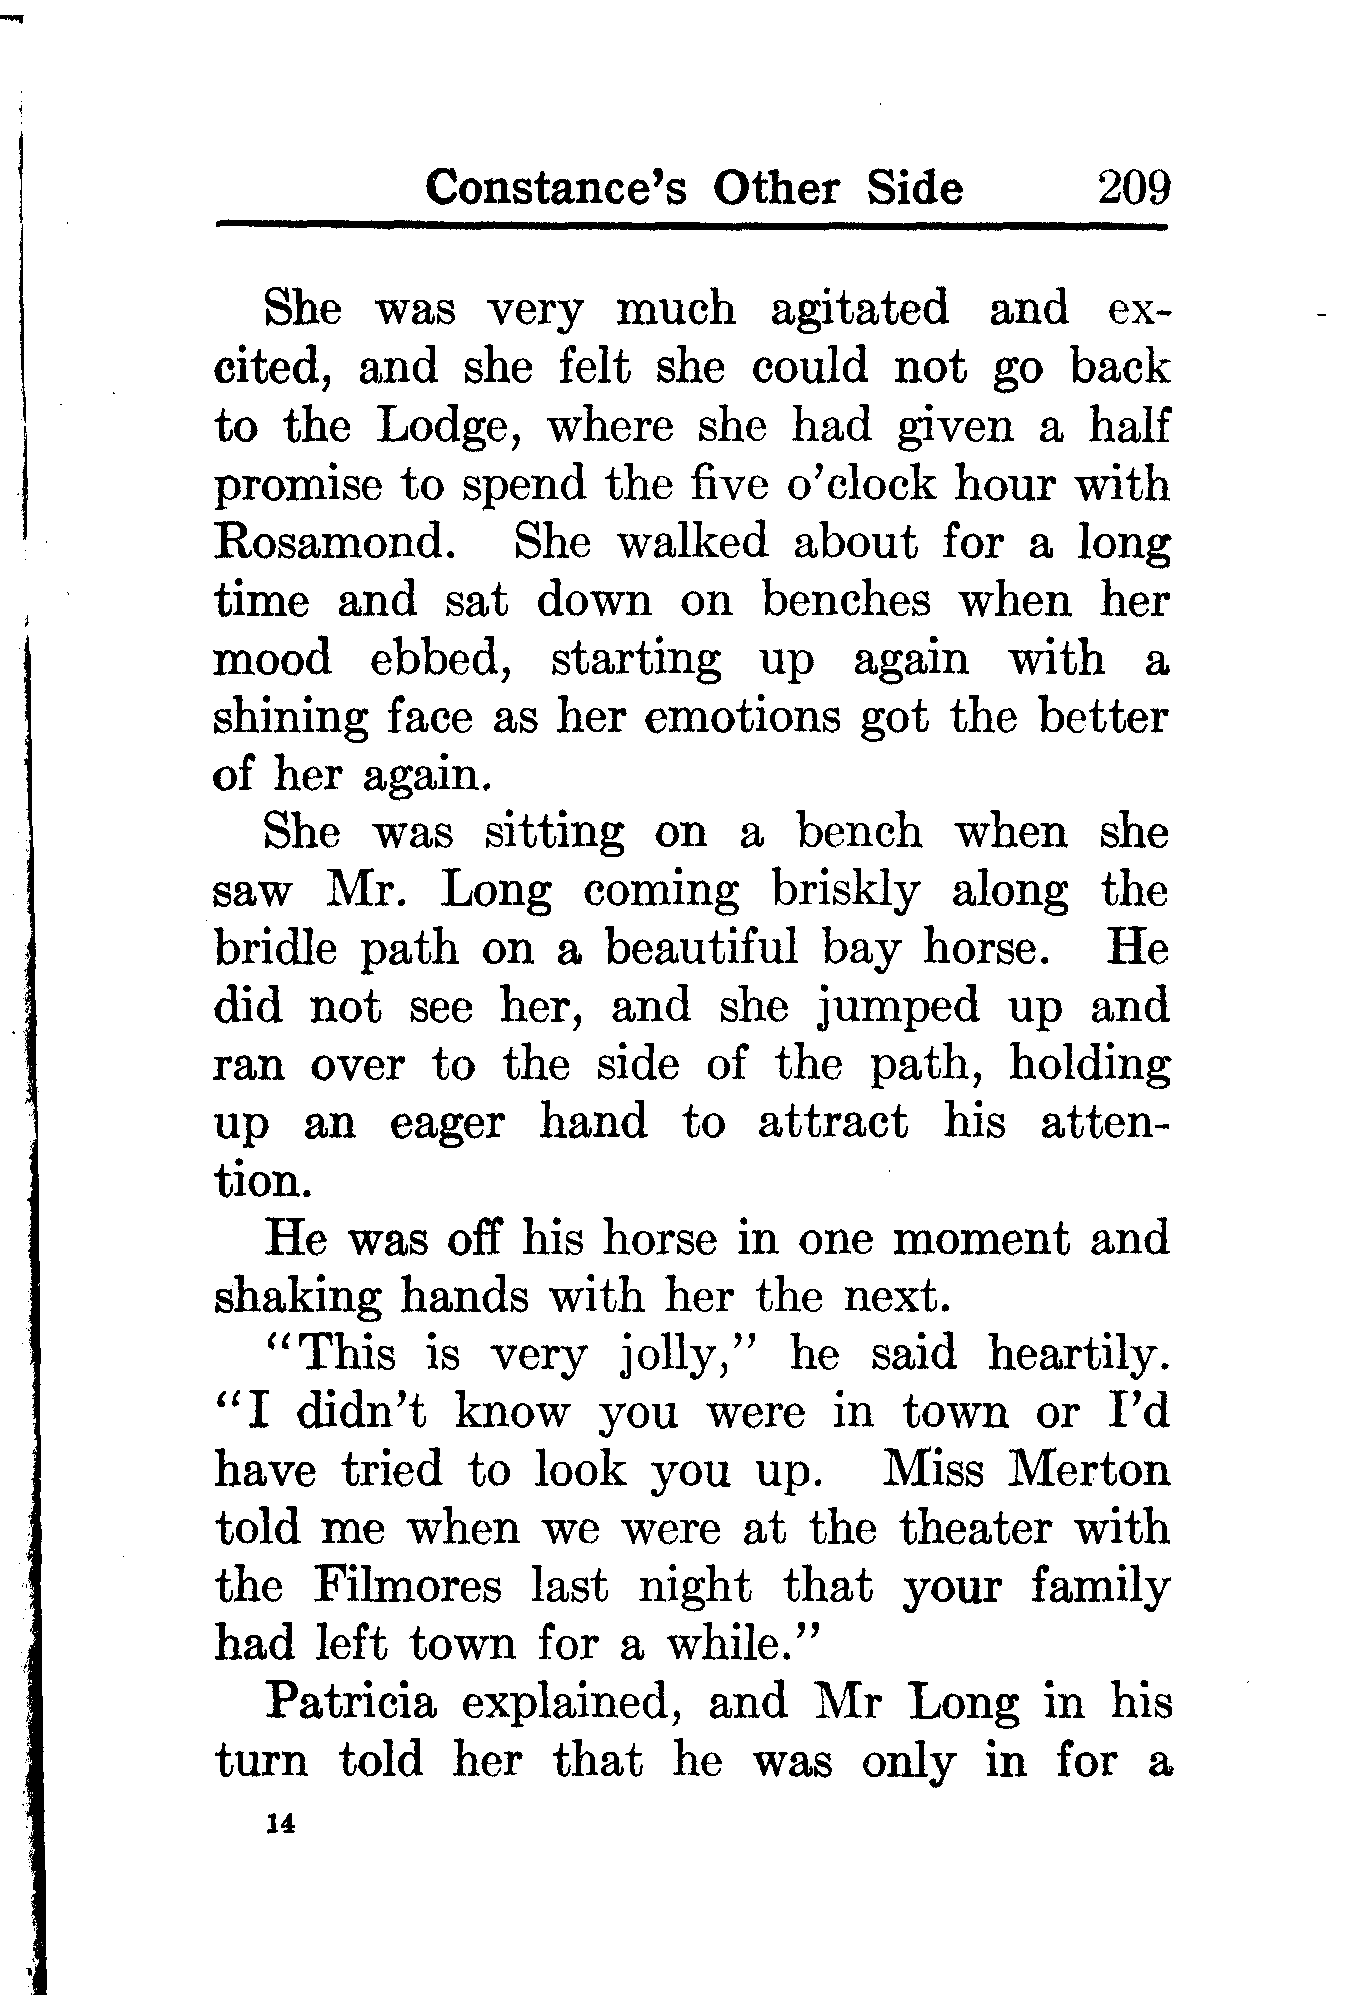 Constance's Other Side 209
She was very much agitated and ex-
cited, and she felt she could not go back
to the Lodge, where she had given a half
promise to spend the five o'clock hour with
Rosamond. She walked about for a long
time and sat down on benches when her
mood ebbed, starting up again with a
shining face as her emotions got the better
of her again.
She was sitting on a bench when she
saw Mr. Long coming briskly along the
bridle path on a beautiful bay horse. He
did not see her, and she jumped up and
ran over to the side of the path, holding
up an eager hand to attract his atten-
tion.
He was off his horse in one moment and
shaking hands with her the next.
"This is very jolly," he said heartily.
"I didn't know you were in town or I'd
have tried to look you up. Miss Merton
told me when we were at the theater with
the Filmores last night that your family
had left town for a while."
Patricia explained, and Mr Long in his
turn told her that he was only in for a
14